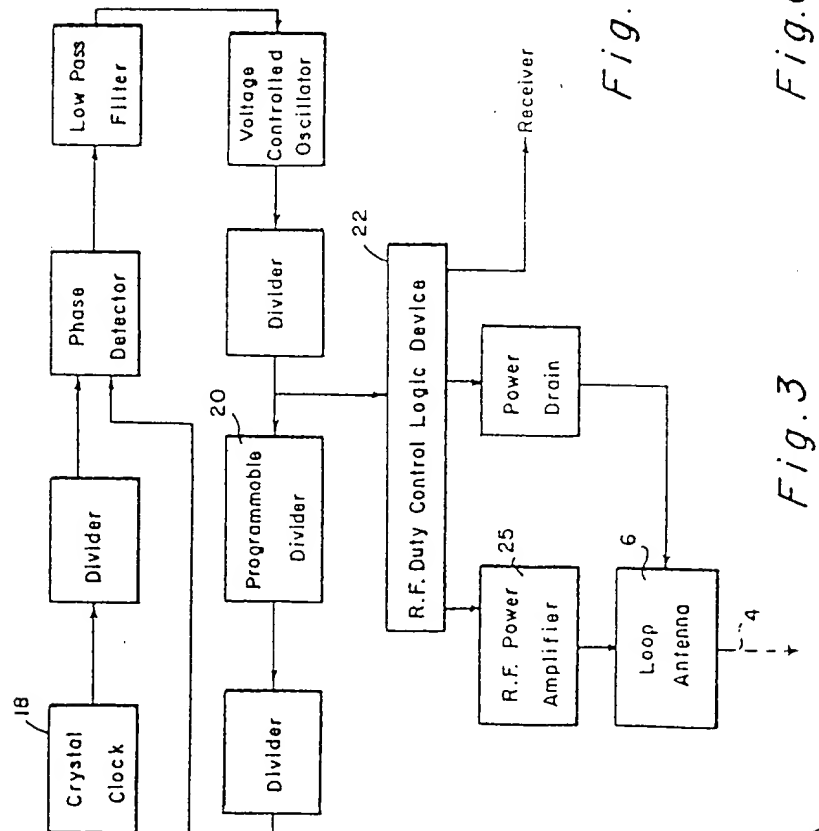 18
Crystal
Clock
Divider
Phase
Detector
Low Pass
Filter
Voltage
Controlled
Oscillator
Divider
20
Programmable
Divider
Divider
22
R.F. Duty Control Logic Device
Receiver
Power
Drain
25
R.F. Power
Amplifier
6
Loop
Antenna
4
Fig.3
Fig.
Fig.